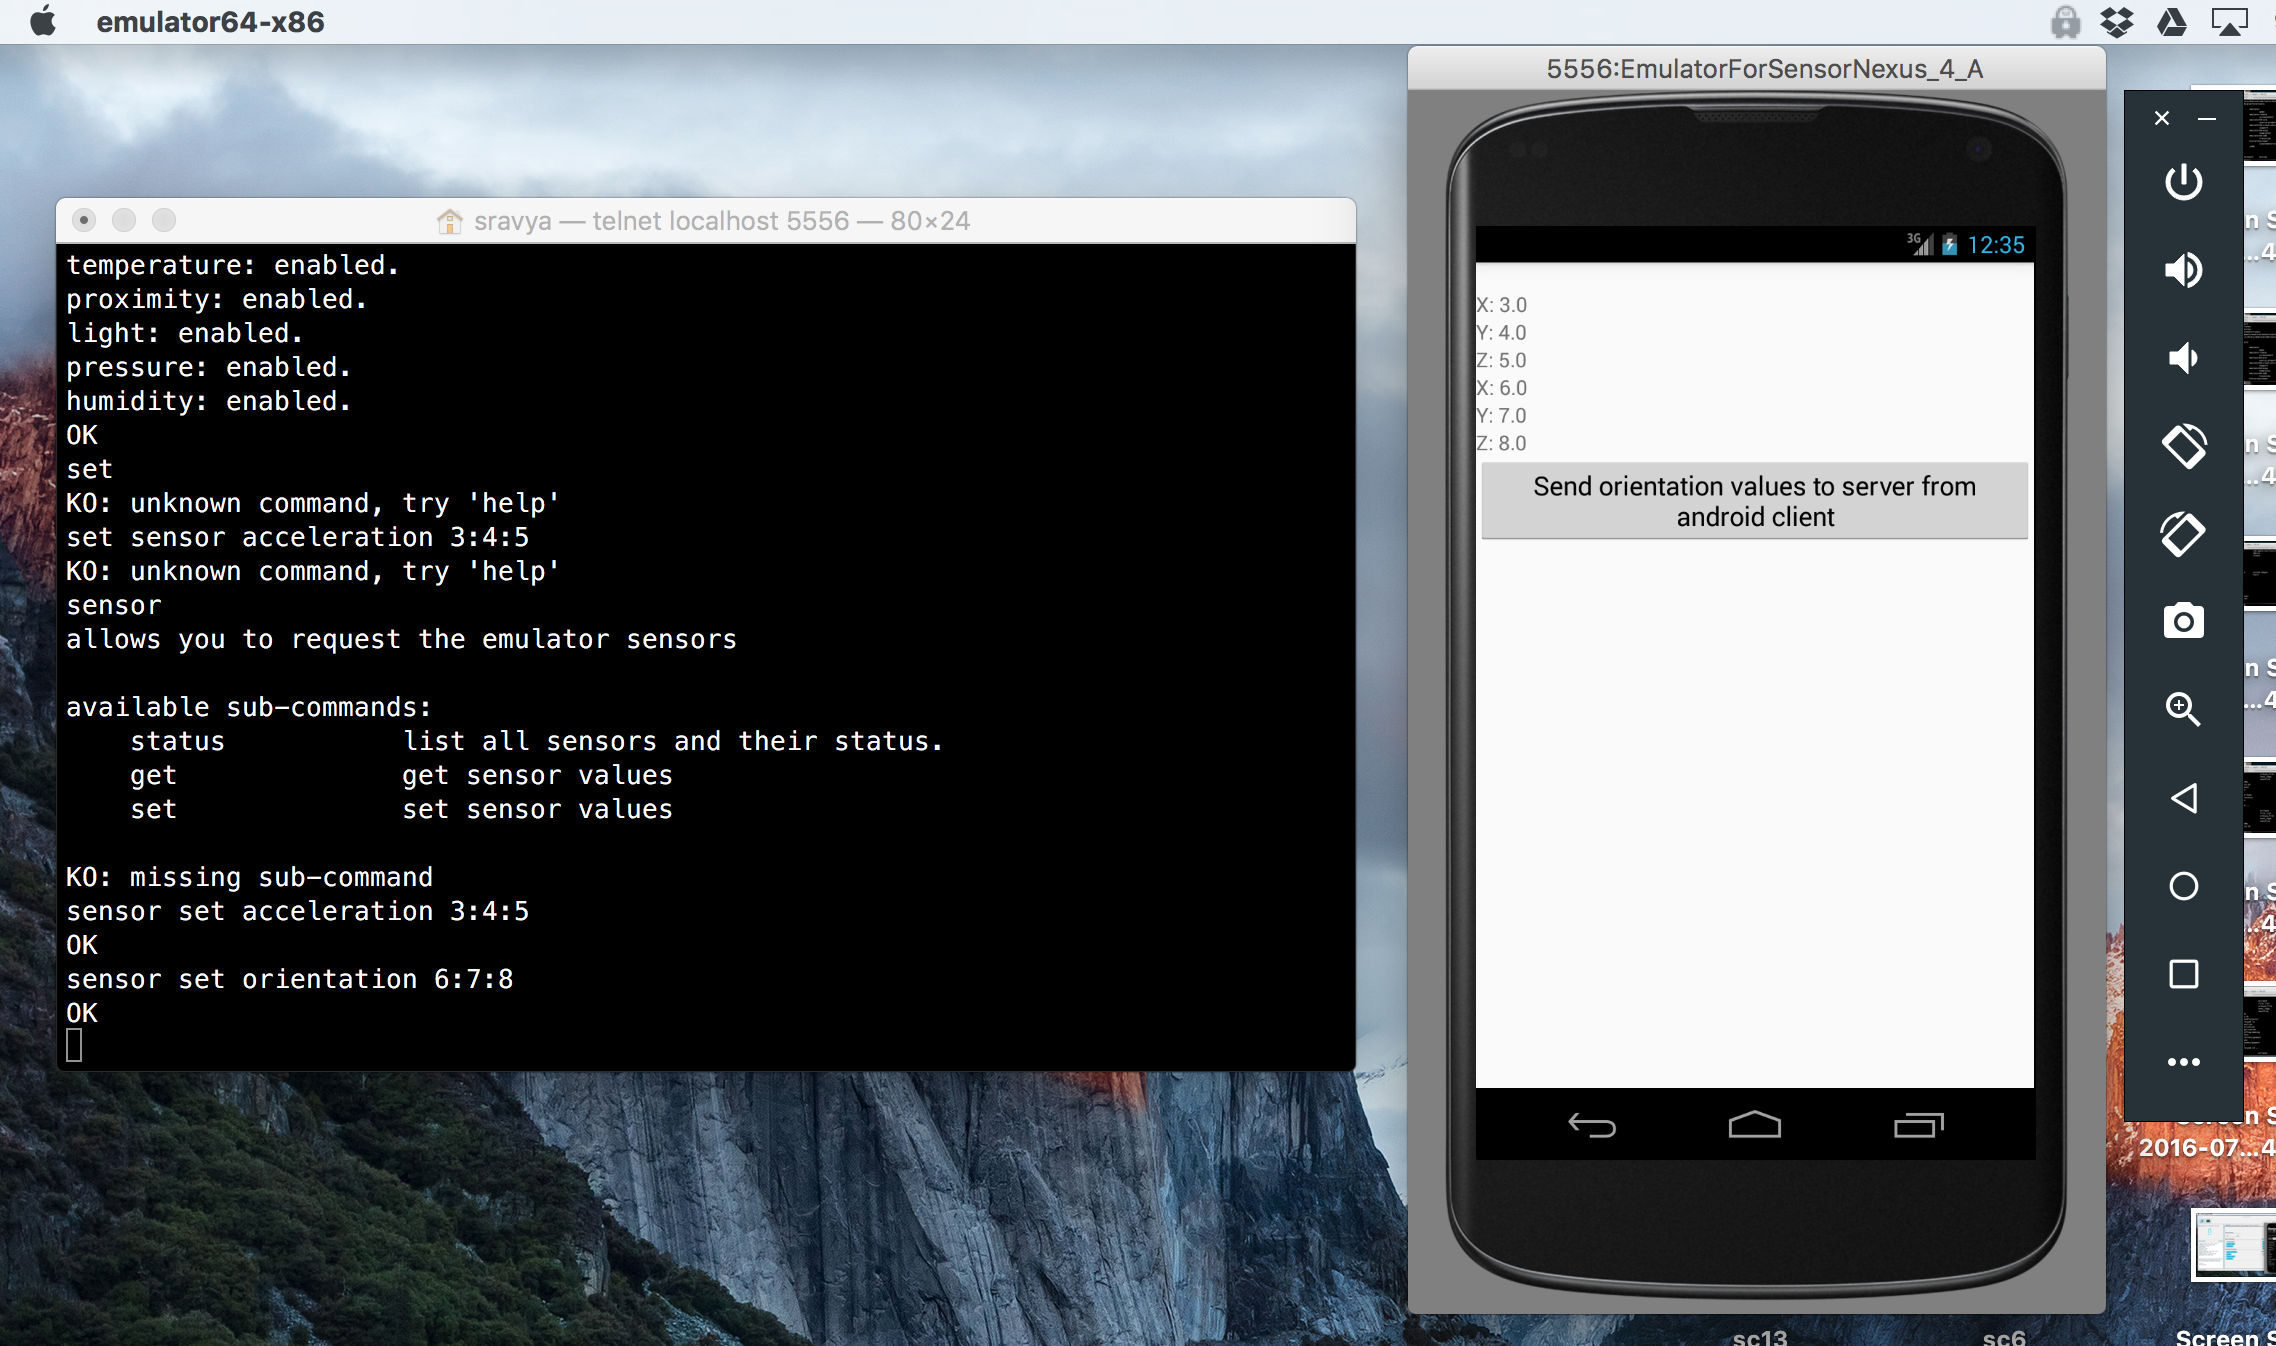 emulator64-x86
sravya — telnet localhost 5556 — 80×24
temperature: enabled.
proximity: enabled.
light: enabled.
pressure: enabled.
humidity: enabled.
OK
set
KO: unknown command, try 'help'
set sensor acceleration 3:4:5
KO: unknown command, try 'help'
sensor
allows you to request the emulator sensors
available sub-commands:
status list all sensors and their status.
get get sensor values
set set sensor values
KO: missing sub-command
sensor set acceleration 3:4:5
OK
sensor set orientation 6:7:8
OK
5556:EmulatorForSensorNexus_4_A
3G 12:35
X: 3.0
Y: 4.0
Z: 5.0
X: 6.0
Y: 7.0
Z: 8.0
Send orientation values to server from
android client
n S
...4
n S
...4
n S
...4
n S
...4
Screen S
2016-07...4
sc13
sc6
Screen S